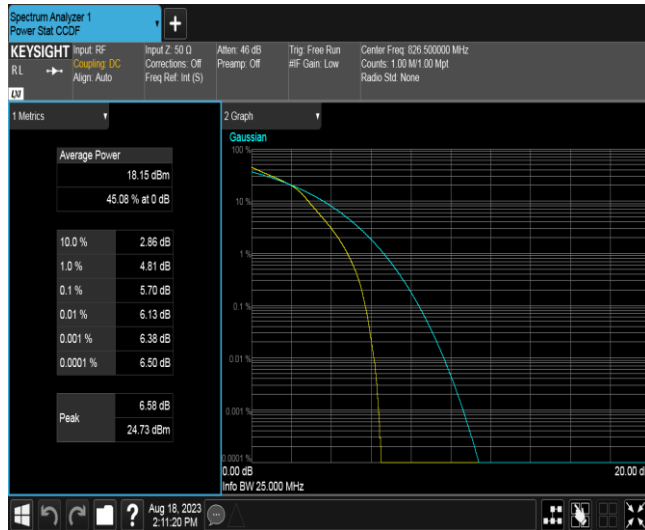 Spectrum Analyzer 1
Power Stat CCDF
+
KEYSIGHT
RL
LXI
Input: RF
Coupling: DC
Align: Auto
Input Z: 50 Ω
Corrections: Off
Freq Ref: Int (S)
Atten: 46 dB
Preamp: Off
Trig: Free Run
#IF Gain: Low
Center Freq: 826.500000 MHz
Counts: 1.00 M/1.00 Mpt
Radio Std: None
1 Metrics
Average Power
18.15 dBm
45.08 % at 0 dB
10.0 % 2.86 dB
1.0 % 4.81 dB
0.1 % 5.70 dB
0.01 % 6.13 dB
0.001 % 6.38 dB
0.0001 % 6.50 dB
Peak
6.58 dB
24.73 dBm
2 Graph
Gaussian
100 %
10 %
1 %
0.1 %
0.01 %
0.001 %
0.0001 %
0.00 dB 20.00 d
Info BW 25.000 MHz
?
Aug 18, 2023
2:11:20 PM